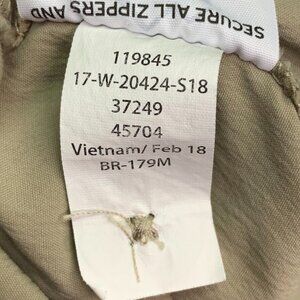 SECURE ALL ZIPPERS AND
119845
17-W-20424-S18
37249
45704
Vietnam/ Feb 18
BR-179M